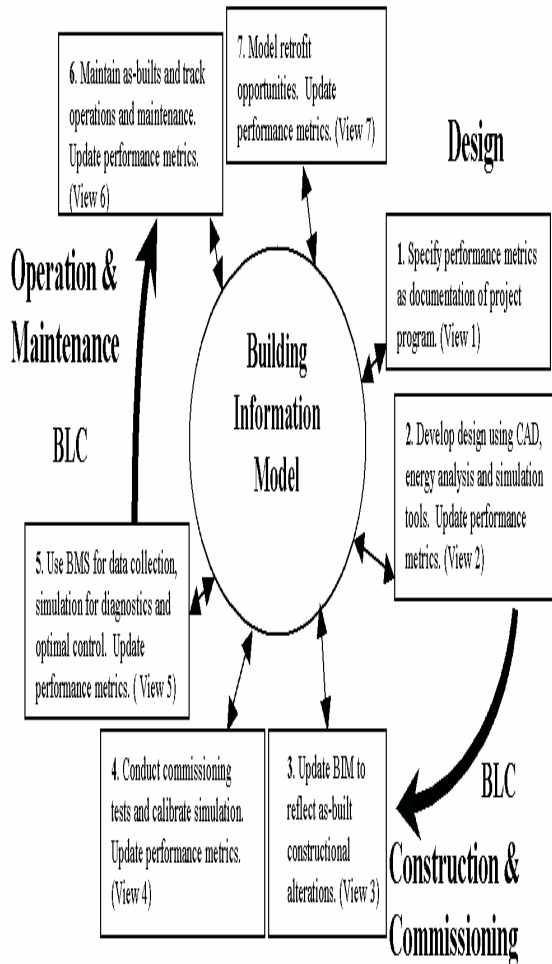 7. Model retrofit
opportunities. Update
performance metrics. (View 7)
6. Maintain as-builts and track
operations and maintenance.
Update performance metrics.
(View 6)
Design
1. Specify performance metrics
as documentation of project
program. (View 1)
Operation &
Maintenance
Building
Information
Model
2. Develop design using CAD,
energy analysis and simulation
tools. Update performance
metrics. (View 2)
BLC
5. Use BMS for data collection,
simulation for diagnostics and
optimal control. Update
performance metrics. ( View 5)
4. Conduct commissioning
tests and calibrate simulation.
Update performance metrics.
(View 4)
3. Update BIM to
reflect as-built
constructional
alterations. (View 3)
BLC
Construction &
Commissioning